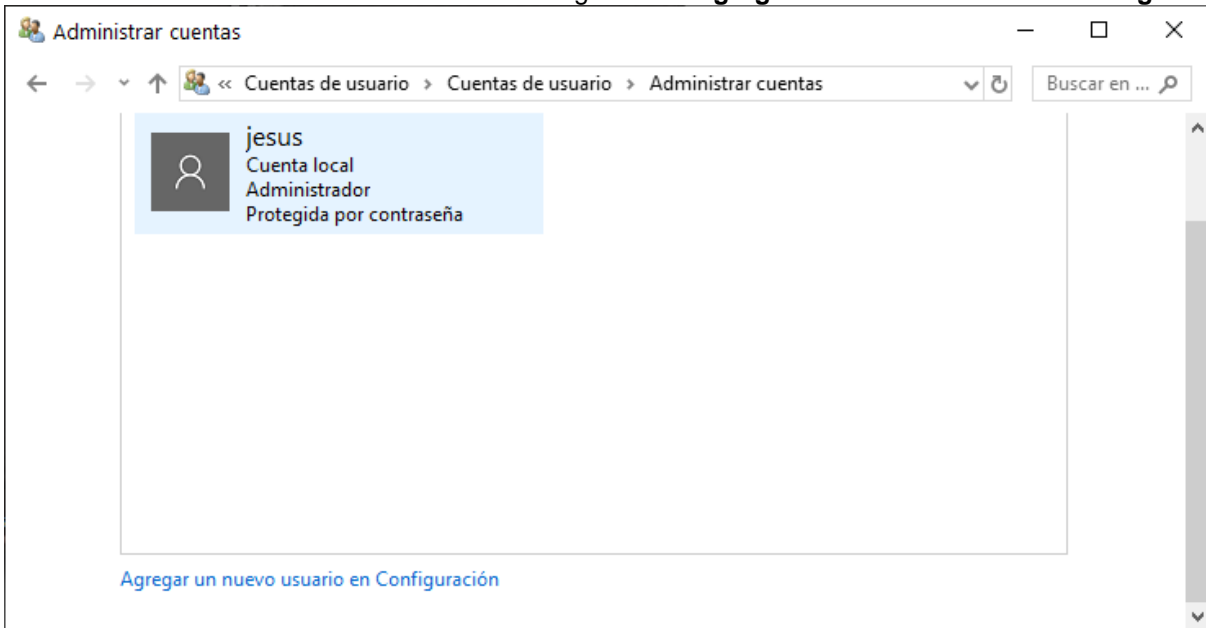 Administrar cuentas
« Cuentas de usuario > Cuentas de usuario > Administrar cuentas
Buscar en ...
jesus
Cuenta local
Administrador
Protegida por contraseña
Agregar un nuevo usuario en Configuración